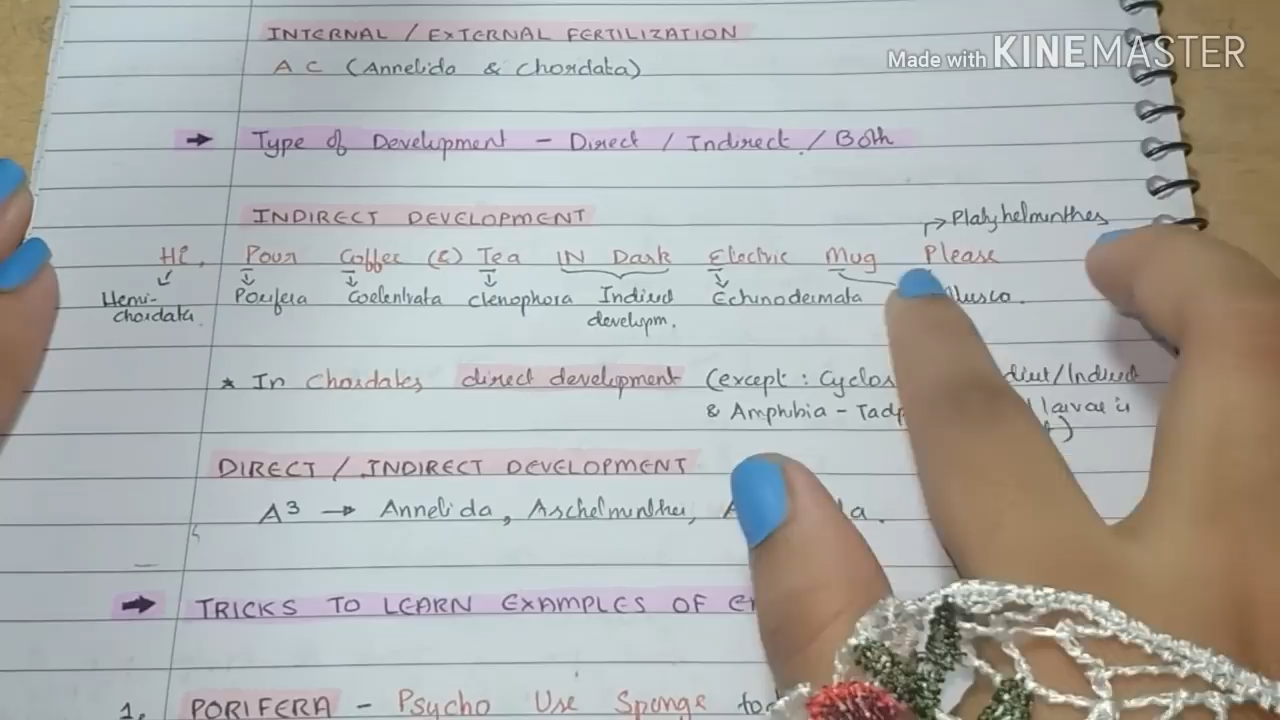 INTERNAL / EXTERNAL FERTILIZATION
Made with KINEMASTER
AC (Annelida & Chordata)
→ Type of Development - Direct / Indirect / Both
INDIRECT DEVELOPMENT
Platyhelminthes
Hi, Pour Coffee (&) Tea IN Dark Electric Mug Please
Hemi-chordata. Porifera Coelentrata ctenophora Indirect developm. Echinodermata
* In Chordates direct development (except: Cyclos
& Amphibia - Tad
DIRECT / INDIRECT DEVELOPMENT
A³ → Annelida, Aschelminthes,
→ TRICKS TO LEARN EXAMPLES OF
1. PORIFERA - Psycho Use Sponge